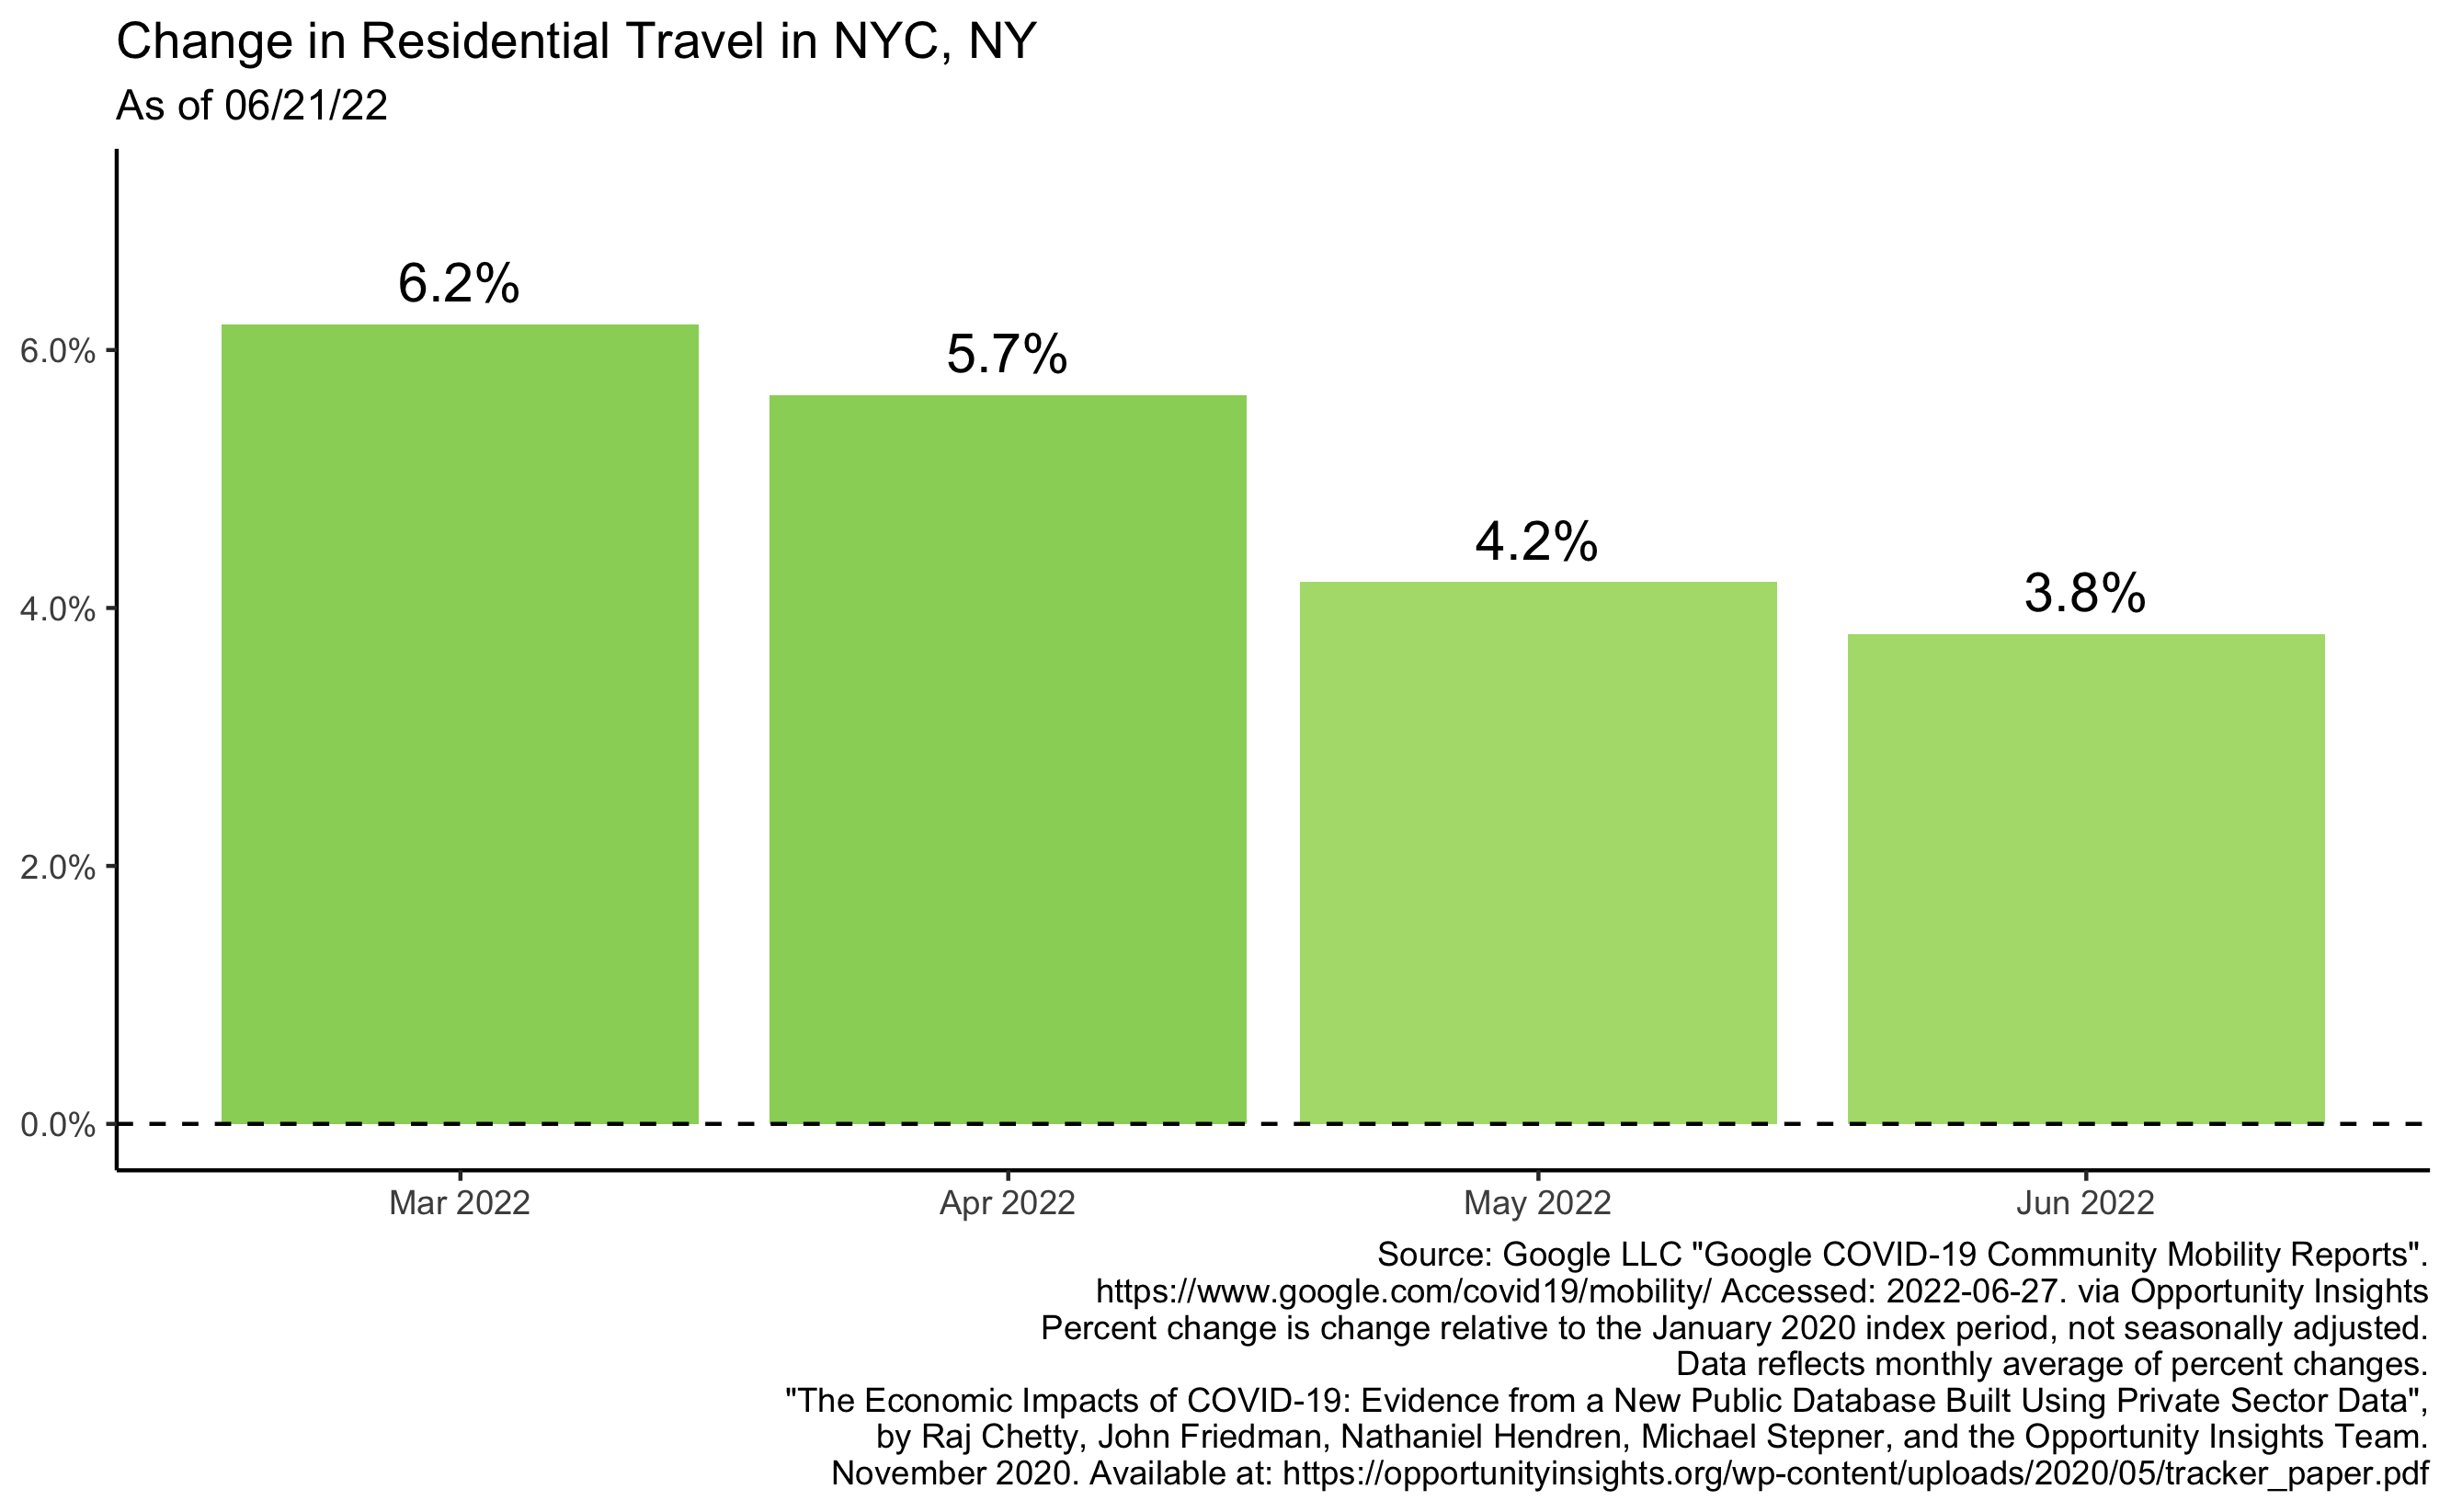 Change in Residential Travel in NYC, NY
As of 06/21/22
6.2%
5.7%
4.2%
3.8%
6.0%
4.0%
2.0%
0.0%
Mar 2022
Apr 2022
May 2022
Jun 2022
Source: Google LLC "Google COVID-19 Community Mobility Reports".
https://www.google.com/covid19/mobility/ Accessed: 2022-06-27. via Opportunity Insights
Percent change is change relative to the January 2020 index period, not seasonally adjusted.
Data reflects monthly average of percent changes.
"The Economic Impacts of COVID-19: Evidence from a New Public Database Built Using Private Sector Data",
by Raj Chetty, John Friedman, Nathaniel Hendren, Michael Stepner, and the Opportunity Insights Team.
November 2020. Available at: https://opportunityinsights.org/wp-content/uploads/2020/05/tracker_paper.pdf